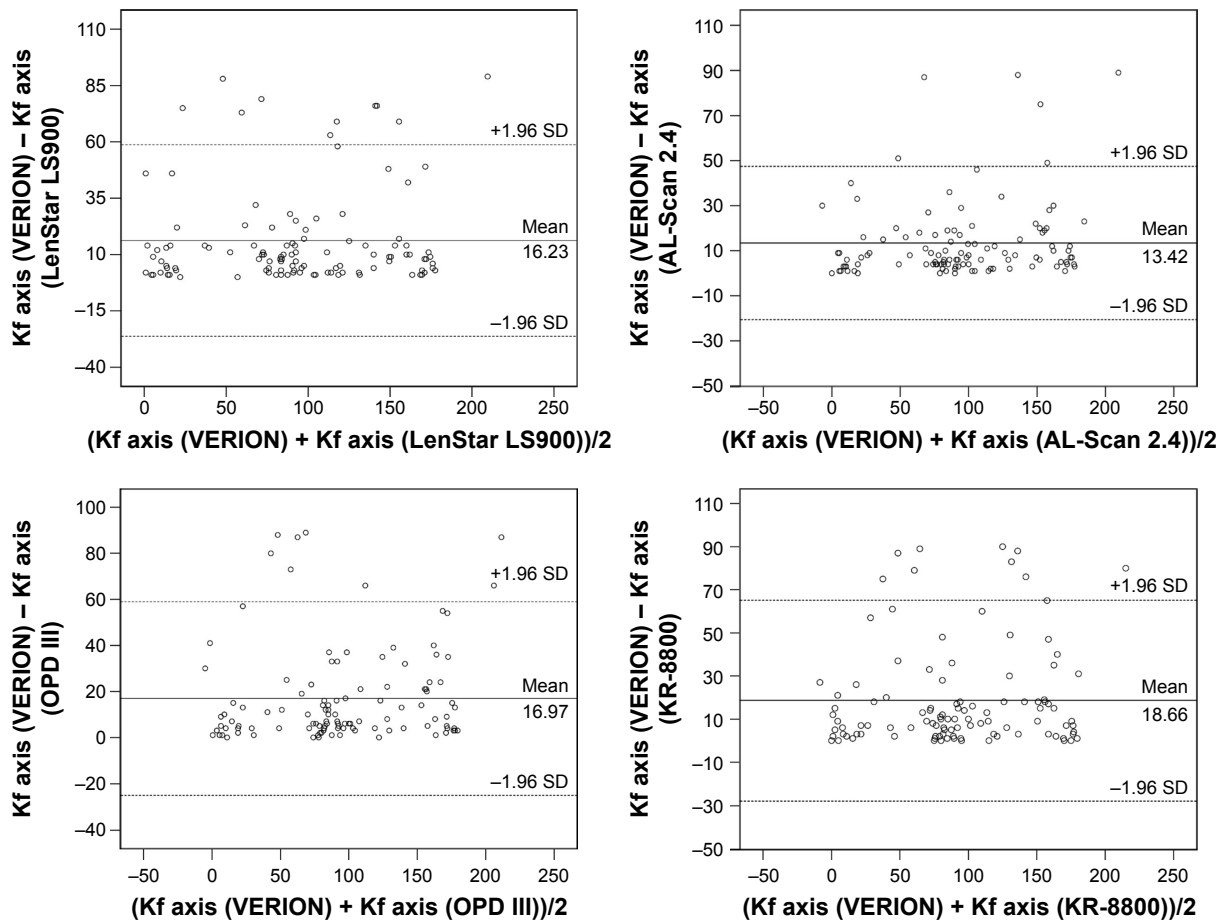 Kf axis (VERION) – Kf axis
(LenStar LS900)
110
85
60
35
10
–15
–40
+1.96 SD
Mean
16.23
–1.96 SD
0 50 100 150 200 250
(Kf axis (VERION) + Kf axis (LenStar LS900))/2
Kf axis (VERION) – Kf axis
(AL-Scan 2.4)
110
90
70
50
30
10
–10
–30
–50
+1.96 SD
Mean
13.42
–1.96 SD
–50 0 50 100 150 200 250
(Kf axis (VERION) + Kf axis (AL-Scan 2.4))/2
Kf axis (VERION) – Kf axis
(OPD III)
100
80
60
40
20
0
–20
–40
+1.96 SD
Mean
16.97
–1.96 SD
–50 0 50 100 150 200 250
(Kf axis (VERION) + Kf axis (OPD III))/2
Kf axis (VERION) – Kf axis
(KR-8800)
110
90
70
50
30
10
–10
–30
–50
+1.96 SD
Mean
18.66
–1.96 SD
–50 0 50 100 150 200 250
(Kf axis (VERION) + Kf axis (KR-8800))/2